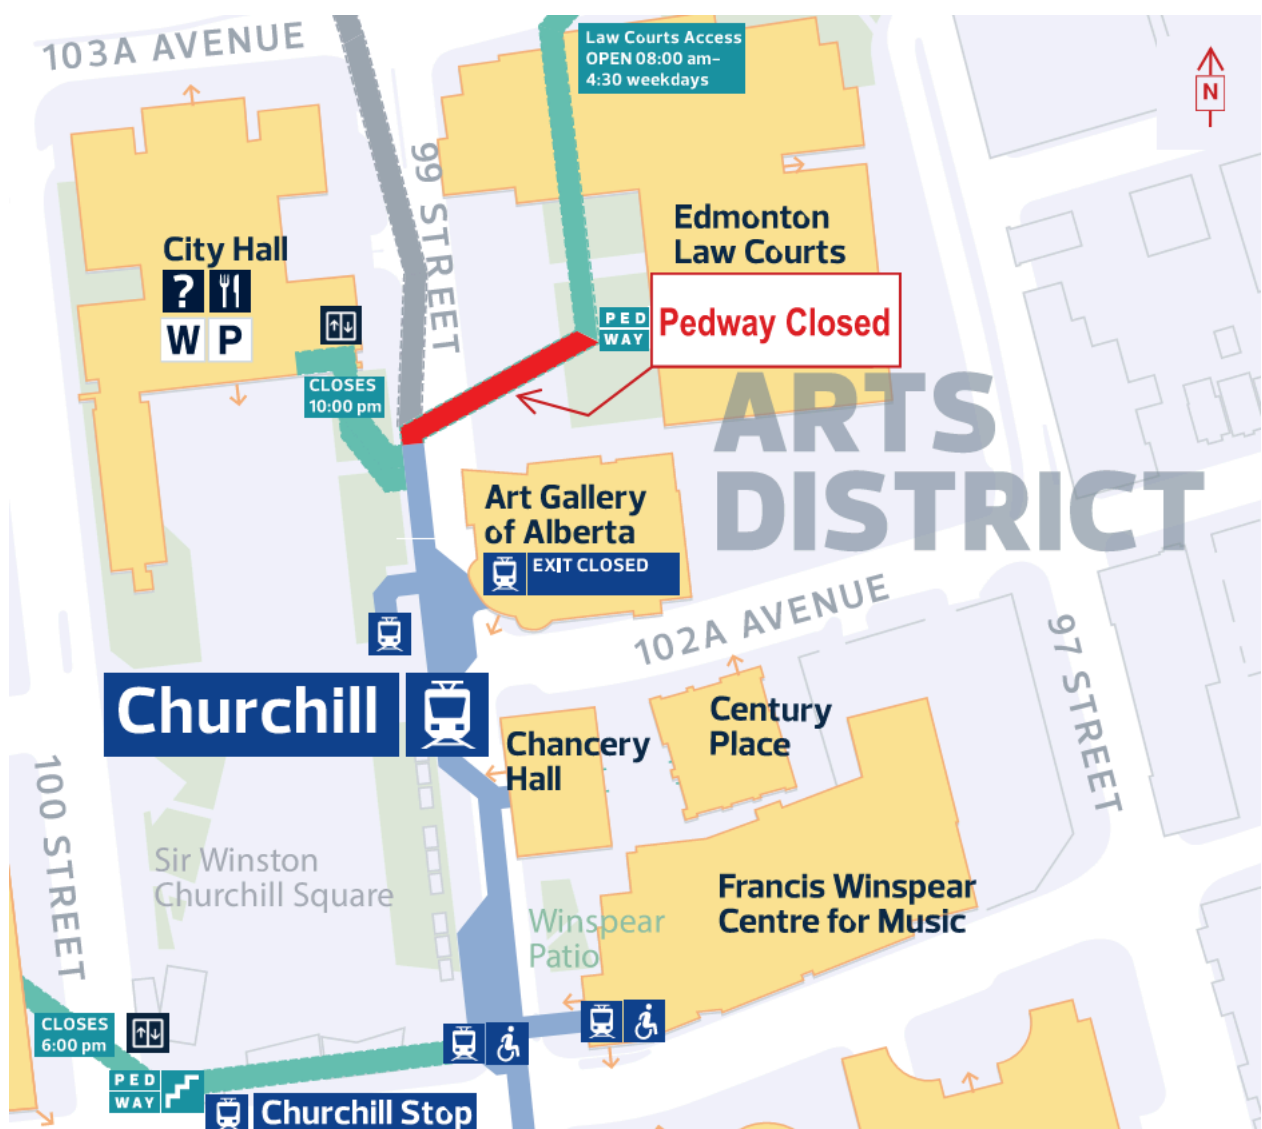 103A AVENUE
Law Courts Access
OPEN 08:00 am–
4:30 weekdays
N
99 STREET
City Hall
?
W P
Edmonton
Law Courts
PED
WAY
Pedway Closed
CLOSES
10:00 pm
ARTS
DISTRICT
Art Gallery
of Alberta
EXIT CLOSED
102A AVENUE
97 STREET
Churchill
Century
Place
Chancery
Hall
100 STREET
Sir Winston
Churchill Square
Francis Winspear
Centre for Music
Winspear
Patio
CLOSES
6:00 pm
PED
WAY
Churchill Stop